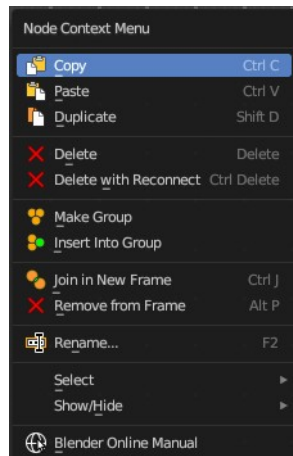 Node Context Menu
Copy Ctrl C
Paste Ctrl V
Duplicate Shift D
Delete Delete
Delete with Reconnect Ctrl Delete
Make Group
Insert Into Group
Join in New Frame Ctrl J
Remove from Frame Alt P
Rename... F2
Select
Show/Hide
Blender Online Manual